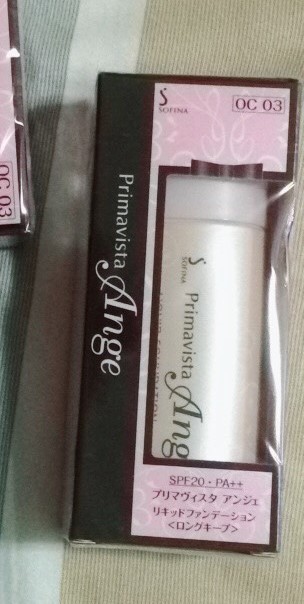 SOFINA
OC 03
OC 03
Primavista
Ange
SOFINA
Primavista
Ang
SPF20・PA++
プリマヴィスタ アンジェ
リキッドファンデーション
<ロングキープ>